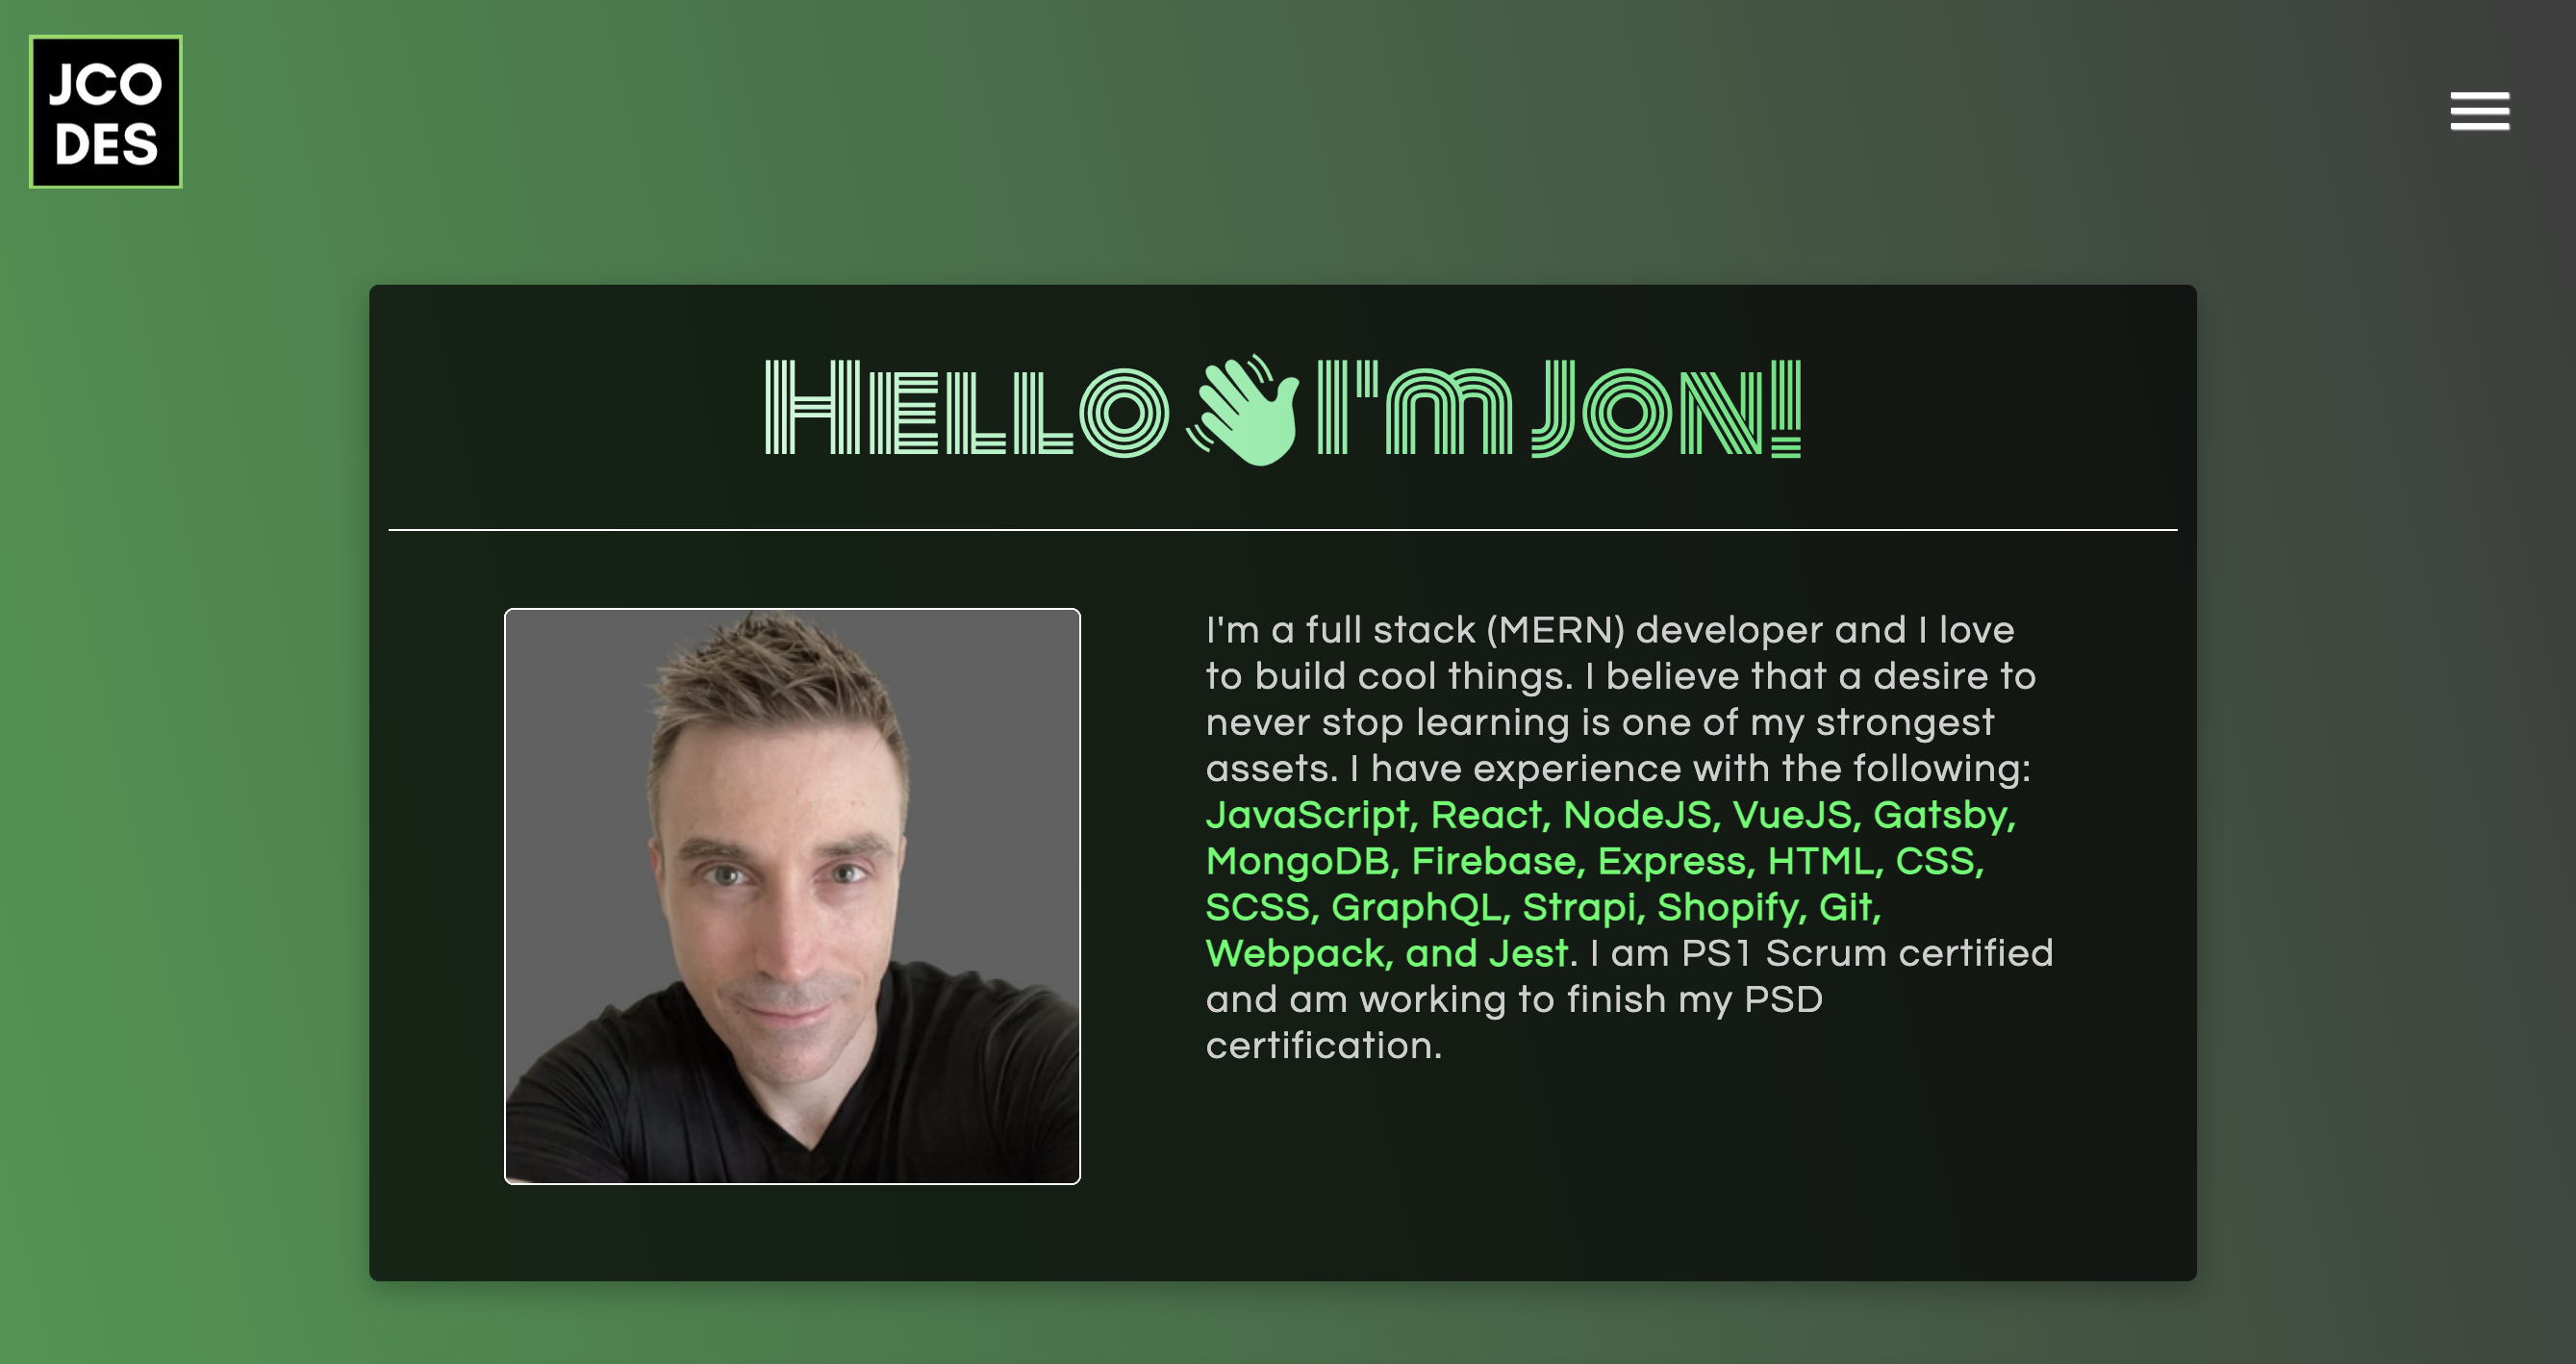 JCO
DES
Hello I'm Jon!
I'm a full stack (MERN) developer and I love
to build cool things. I believe that a desire to
never stop learning is one of my strongest
assets. I have experience with the following:
JavaScript, React, NodeJS, VueJS, Gatsby,
MongoDB, Firebase, Express, HTML, CSS,
SCSS, GraphQL, Strapi, Shopify, Git,
Webpack, and Jest. I am PS1 Scrum certified
and am working to finish my PSD
certification.